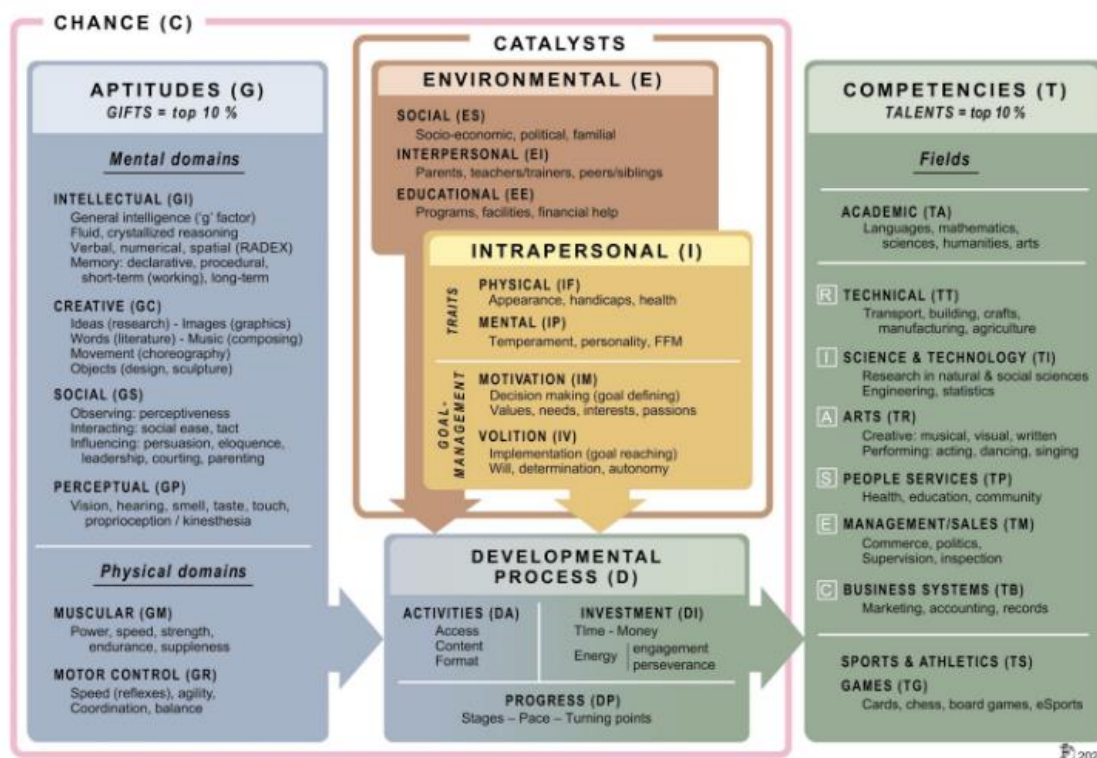 CHANCE (C)
CATALYSTS
APTITUDES (G)
GIFTS = top 10 %
Mental domains
INTELLECTUAL (GI)
General intelligence ('g' factor)
Fluid, crystallized reasoning
Verbal, numerical, spatial (RADEX)
Memory: declarative, procedural,
short-term (working), long-term
CREATIVE (GC)
Ideas (research) - Images (graphics)
Words (literature) - Music (composing)
Movement (choreography)
Objects (design, sculpture)
SOCIAL (GS)
Observing: perceptiveness
Interacting: social ease, tact
Influencing: persuasion, eloquence,
leadership, courting, parenting
PERCEPTUAL (GP)
Vision, hearing, smell, taste, touch,
proprioception / kinesthesia
Physical domains
MUSCULAR (GM)
Power, speed, strength,
endurance, suppleness
MOTOR CONTROL (GR)
Speed (reflexes), agility,
Coordination, balance
ENVIRONMENTAL (E)
SOCIAL (ES)
Socio-economic, political, familial
INTERPERSONAL (EI)
Parents, teachers/trainers, peers/siblings
EDUCATIONAL (EE)
Programs, facilities, financial help
INTRAPERSONAL (I)
TRAITS
PHYSICAL (IF)
Appearance, handicaps, health
MENTAL (IP)
Temperament, personality, FFM
GOAL-
MANAGEMENT
MOTIVATION (IM)
Decision making (goal defining)
Values, needs, interests, passions
VOLITION (IV)
Implementation (goal reaching)
Will, determination, autonomy
DEVELOPMENTAL
PROCESS (D)
ACTIVITIES (DA)
Access
Content
Format
INVESTMENT (DI)
TIme - Money
Energy engagement
perseverance
PROGRESS (DP)
Stages – Pace – Turning points
COMPETENCIES (T)
TALENTS = top 10 %
Fields
ACADEMIC (TA)
Languages, mathematics,
sciences, humanities, arts
R TECHNICAL (TT)
Transport, building, crafts,
manufacturing, agriculture
I SCIENCE & TECHNOLOGY (TI)
Research in natural & social sciences
Engineering, statistics
A ARTS (TR)
Creative: musical, visual, written
Performing: acting, dancing, singing
S PEOPLE SERVICES (TP)
Health, education, community
E MANAGEMENT/SALES (TM)
Commerce, politics,
Supervision, inspection
C BUSINESS SYSTEMS (TB)
Marketing, accounting, records
SPORTS & ATHLETICS (TS)
GAMES (TG)
Cards, chess, board games, eSports